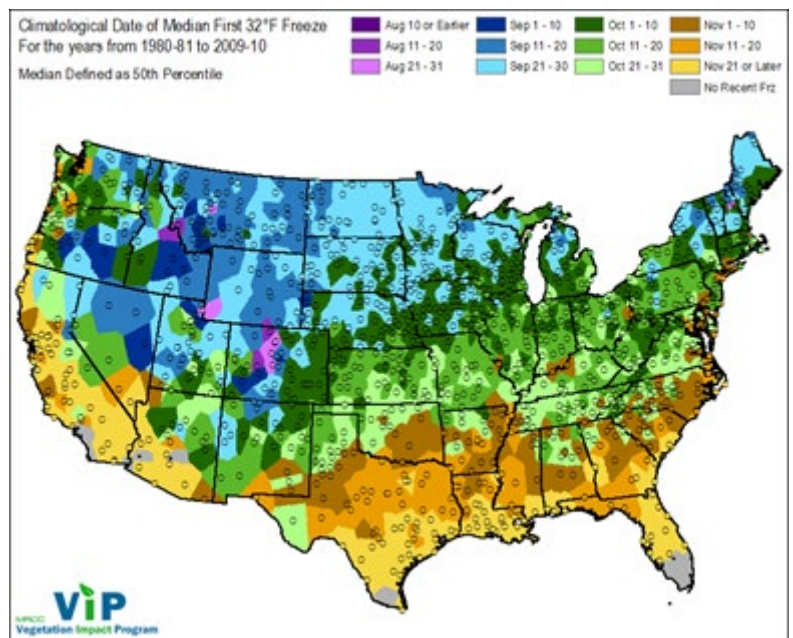 Climatological Date of Median First 32°F Freeze
For the years from 1980-81 to 2009-10
Median Defined as 50th Percentile
Aug 10 or Earlier
Aug 11 - 20
Aug 21 - 31
Sep 1 - 10
Sep 11 - 20
Sep 21 - 30
Oct 1 - 10
Oct 11 - 20
Oct 21 - 31
Nov 1 - 10
Nov 11 - 20
Nov 21 or Later
No Recent Frz
MRCC
ViP
Vegetation Impact Program